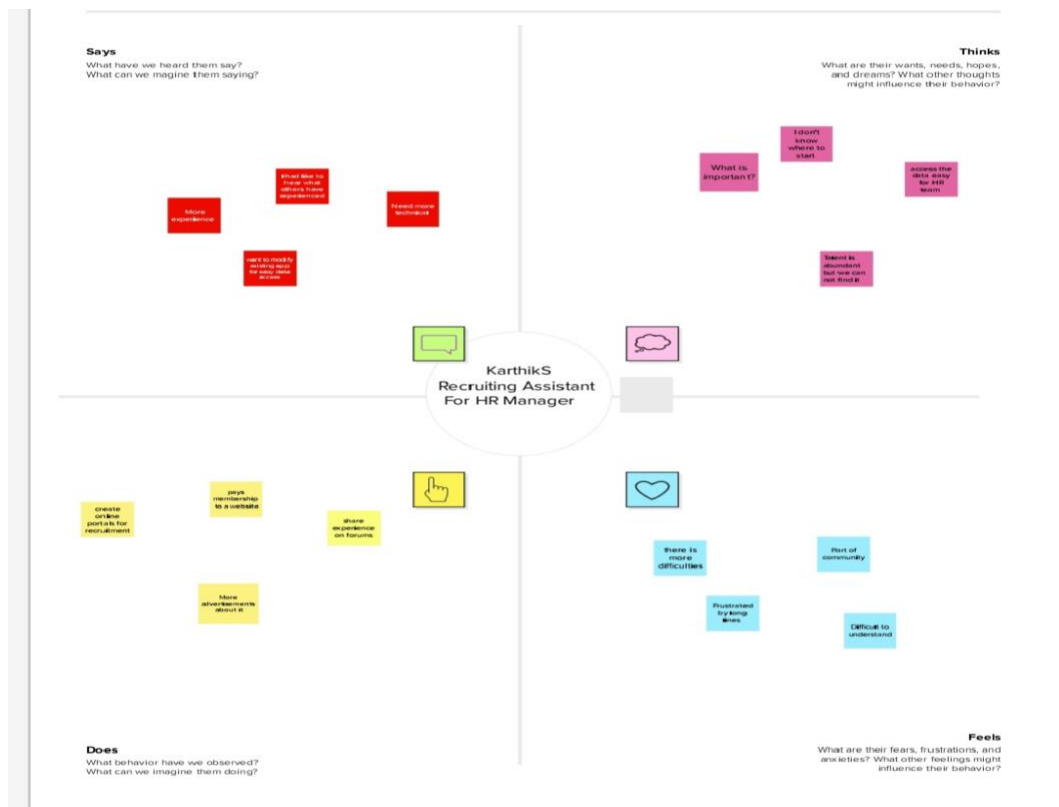 Says
What have we heard them say?
What can we magine them saying?
Thinks
What are their wants, needs, hopes,
and dreams? What other thoughts
might influence their behavior?
More
experience
hear what
others have
experienced
Need more
technical
want to modify
existing app
for easy data
access
What is
important?
I don't
know
where to
start
access the
data easy
for HR
team
Talent is
abundant
but we can
not find it
KarthikS
Recruiting Assistant
For HR Manager
create
online
portals for
recruitment
pays
membership
to a website
share
experience
on forums
More
advertisements
about it
there is
more
difficulties
Part of
community
Frustrated
by long
lines
Difficult to
understand
Does
What behavior have we observed?
What can we imagine them doing?
Feels
What are their fears, frustrations, and
anxieties? What other feelings might
influence their behavior?